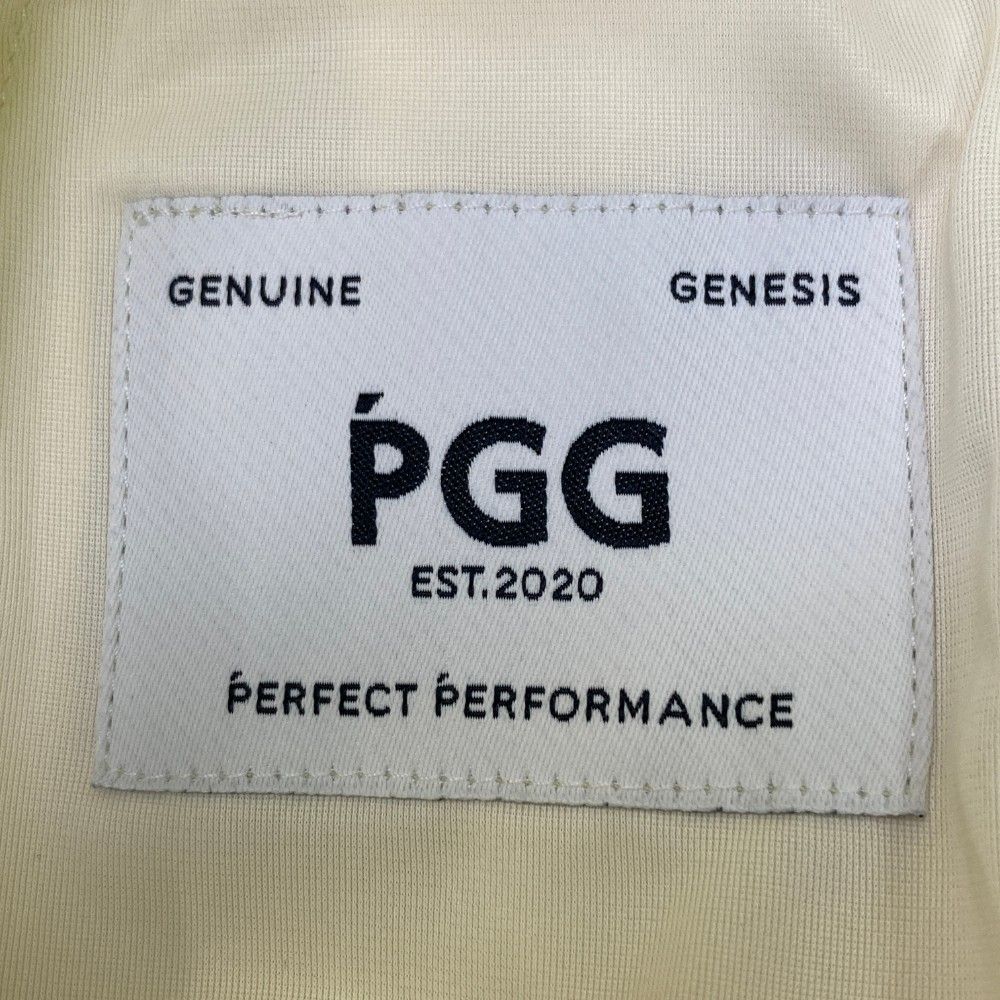 GENUINE GENESIS
ṔGG
EST.2020
ṔERFECT ṔERFORMANCE